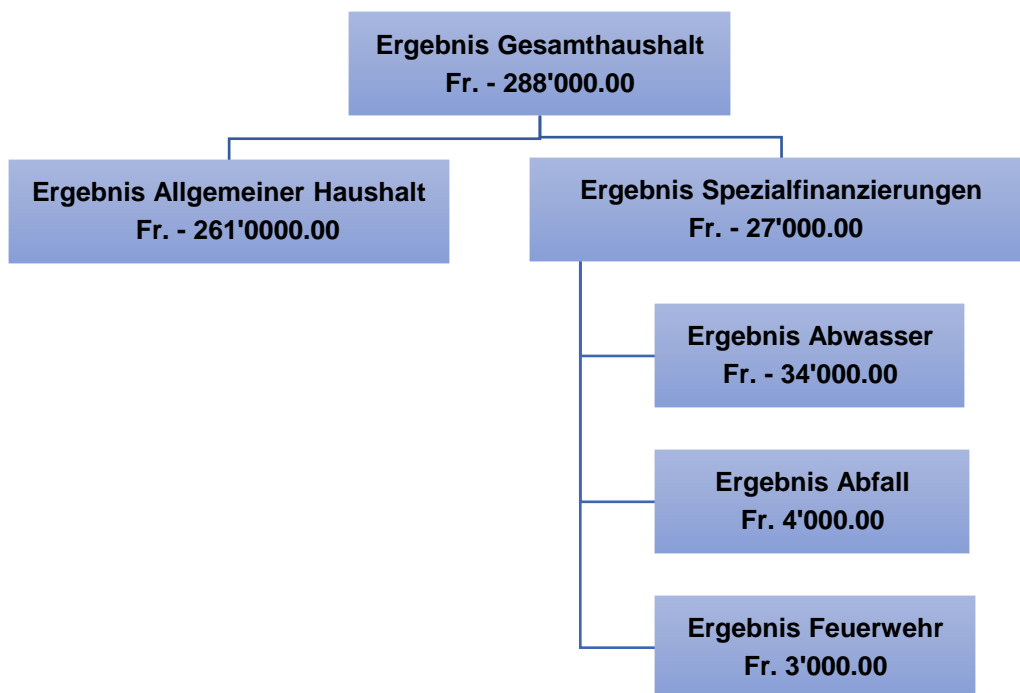 Ergebnis Gesamthaushalt
Fr. - 288'000.00
Ergebnis Allgemeiner Haushalt
Fr. - 261'0000.00
Ergebnis Spezialfinanzierungen
Fr. - 27'000.00
Ergebnis Abwasser
Fr. - 34'000.00
Ergebnis Abfall
Fr. 4'000.00
Ergebnis Feuerwehr
Fr. 3'000.00